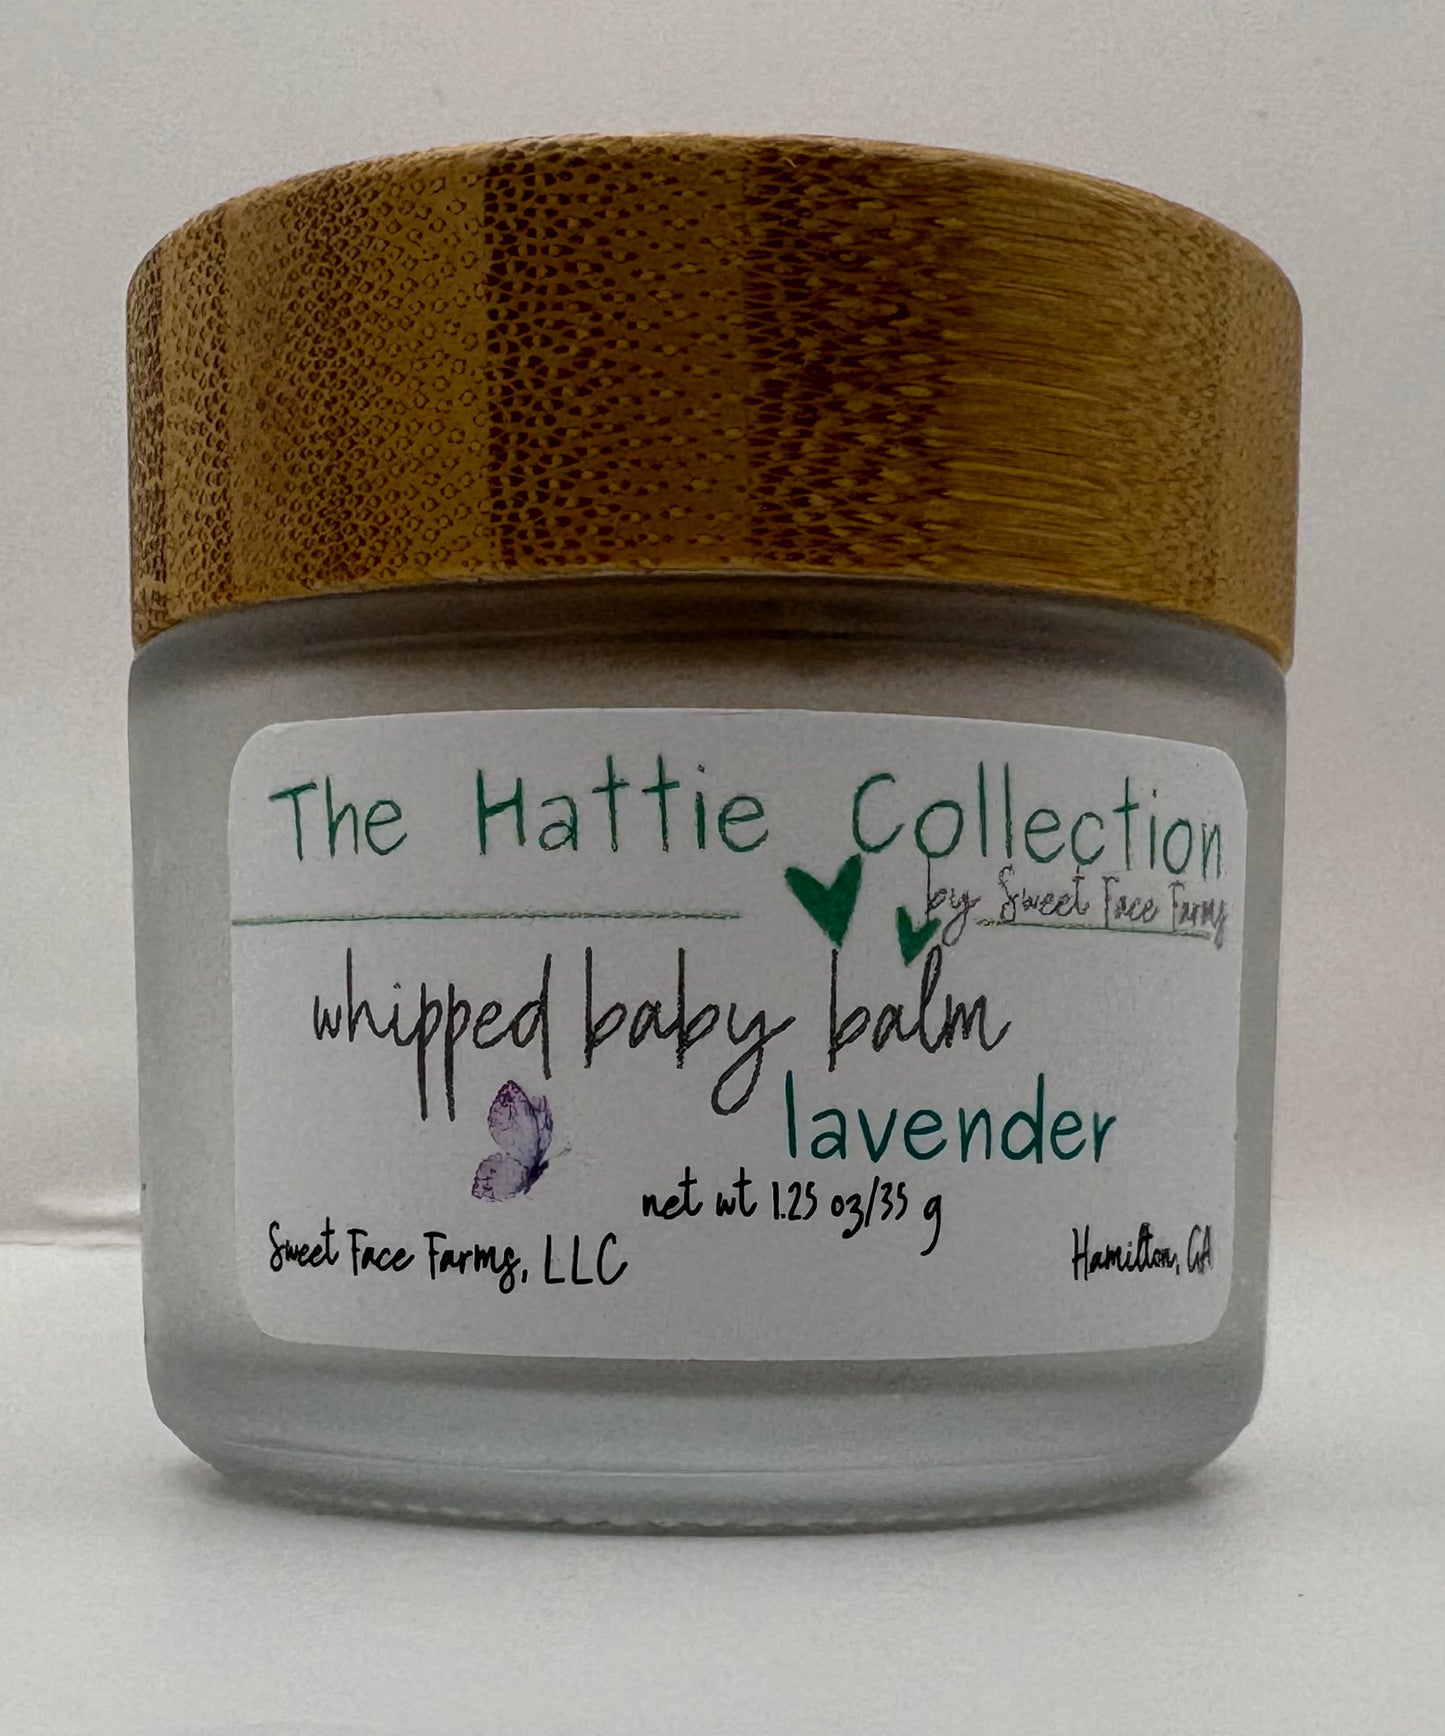 The Hattie Collection
by Sweet Face Farms
whipped baby balm
lavender
net wt 1.25 oz/35 g
Sweet Face Farms, LLC
Hamilton, GA